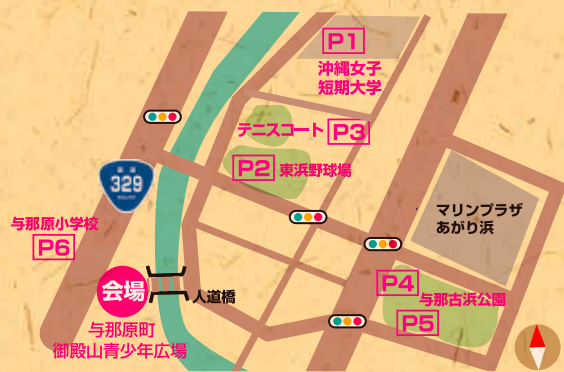 P1
沖縄女子
短期大学
テニスコート P3
P2 東浜野球場
329
与那原小学校
P6
マリンプラザ
あがり浜
会場
人道橋
P4
与那古浜公園
P5
与那原町
御殿山青少年広場